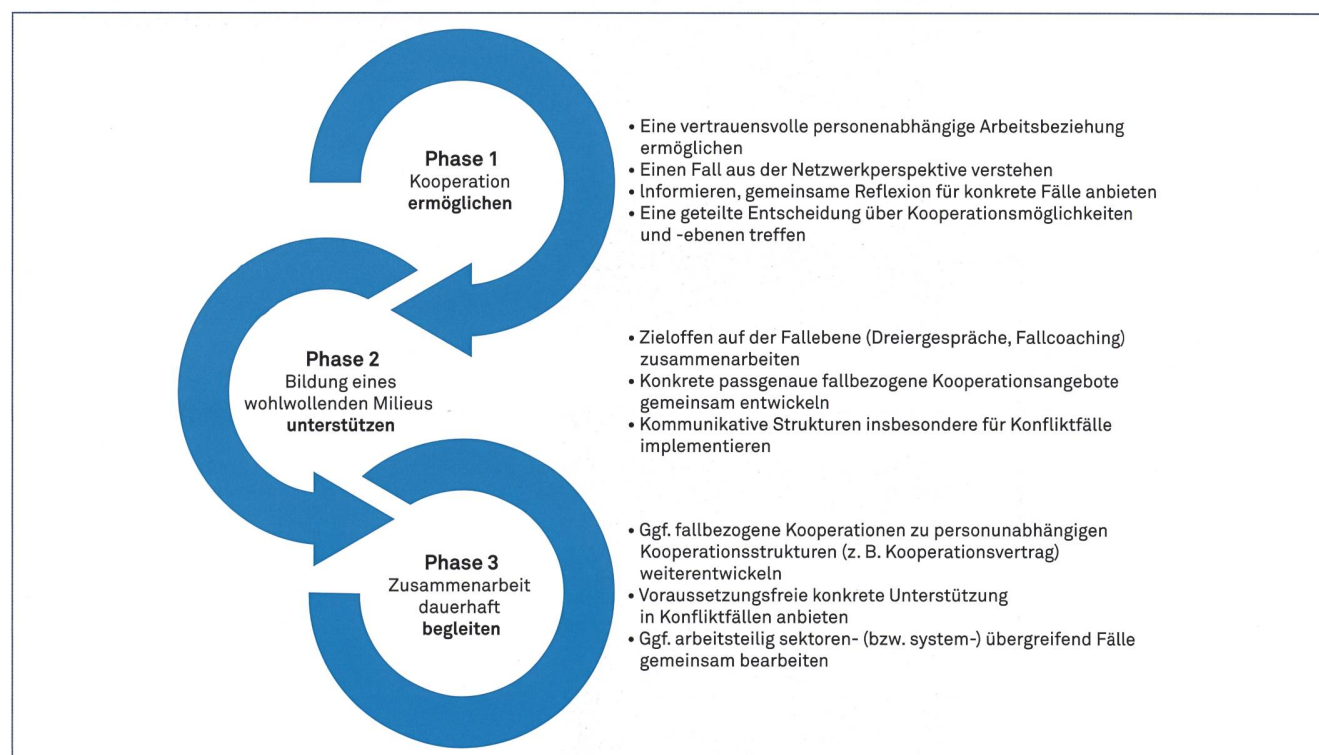 Phase 1
Kooperation
ermöglichen
• Eine vertrauensvolle personenabhängige Arbeitsbeziehung
ermöglichen
• Einen Fall aus der Netzwerkperspektive verstehen
• Informieren, gemeinsame Reflexion für konkrete Fälle anbieten
• Eine geteilte Entscheidung über Kooperationsmöglichkeiten
und -ebenen treffen
Phase 2
Bildung eines
wohlwollenden Milieus
unterstützen
• Zieloffen auf der Fallebene (Dreiergespräche, Fallcoaching)
zusammenarbeiten
• Konkrete passgenaue fallbezogene Kooperationsangebote
gemeinsam entwickeln
• Kommunikative Strukturen insbesondere für Konfliktfälle
implementieren
Phase 3
Zusammenarbeit
dauerhaft
begleiten
• Ggf. fallbezogene Kooperationen zu personunabhängigen
Kooperationsstrukturen (z. B. Kooperationsvertrag)
weiterentwickeln
• Voraussetzungsfreie konkrete Unterstützung
in Konfliktfällen anbieten
• Ggf. arbeitsteilig sektoren- (bzw. system-) übergreifend Fälle
gemeinsam bearbeiten